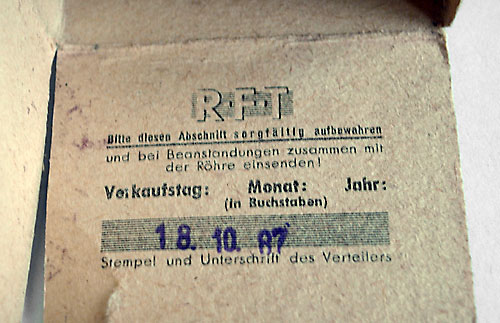 R·F·T
Bitte diesen Abschnitt sorgfältig aufbewahren
und bei Beanstandungen zusammen mit
der Röhre einsenden!
Verkaufstag: Monat: Jahr:
(in Buchstaben)
18. 10. 87
Stempel und Unterschrift des Verteilers